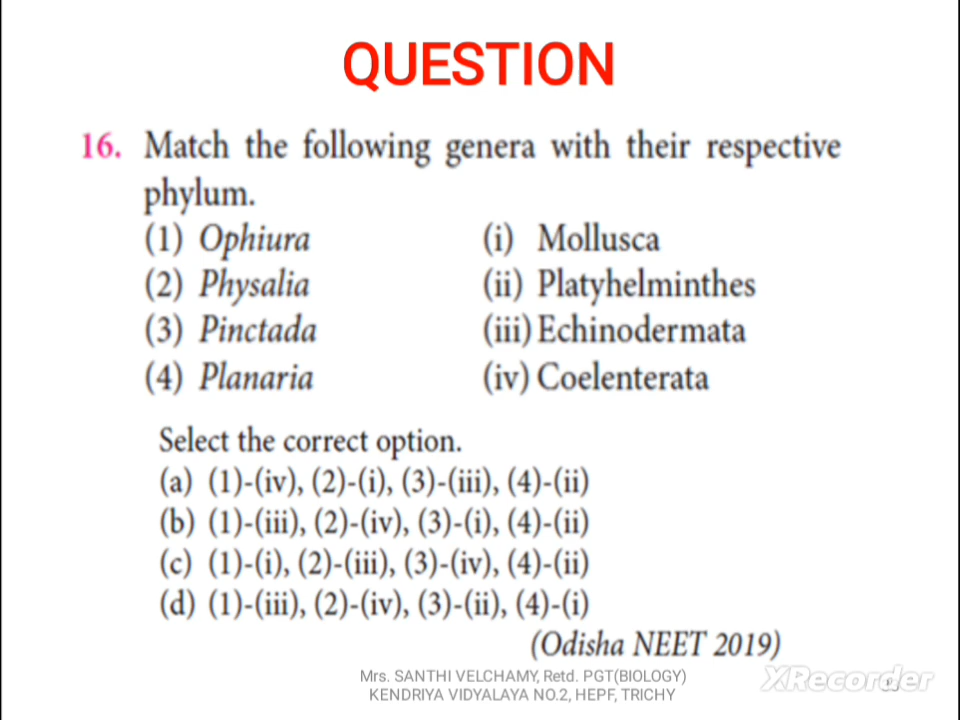 QUESTION
16. Match the following genera with their respective
phylum.
(1) Ophiura (i) Mollusca
(2) Physalia (ii) Platyhelminthes
(3) Pinctada (iii) Echinodermata
(4) Planaria (iv) Coelenterata
Select the correct option.
(a) (1)-(iv), (2)-(i), (3)-(iii), (4)-(ii)
(b) (1)-(iii), (2)-(iv), (3)-(i), (4)-(ii)
(c) (1)-(i), (2)-(iii), (3)-(iv), (4)-(ii)
(d) (1)-(iii), (2)-(iv), (3)-(ii), (4)-(i)
(Odisha NEET 2019)
Mrs. SANTHI VELCHAMY, Retd. PGT(BIOLOGY)
KENDRIYA VIDYALAYA NO.2, HEPF, TRICHY
XRecorder